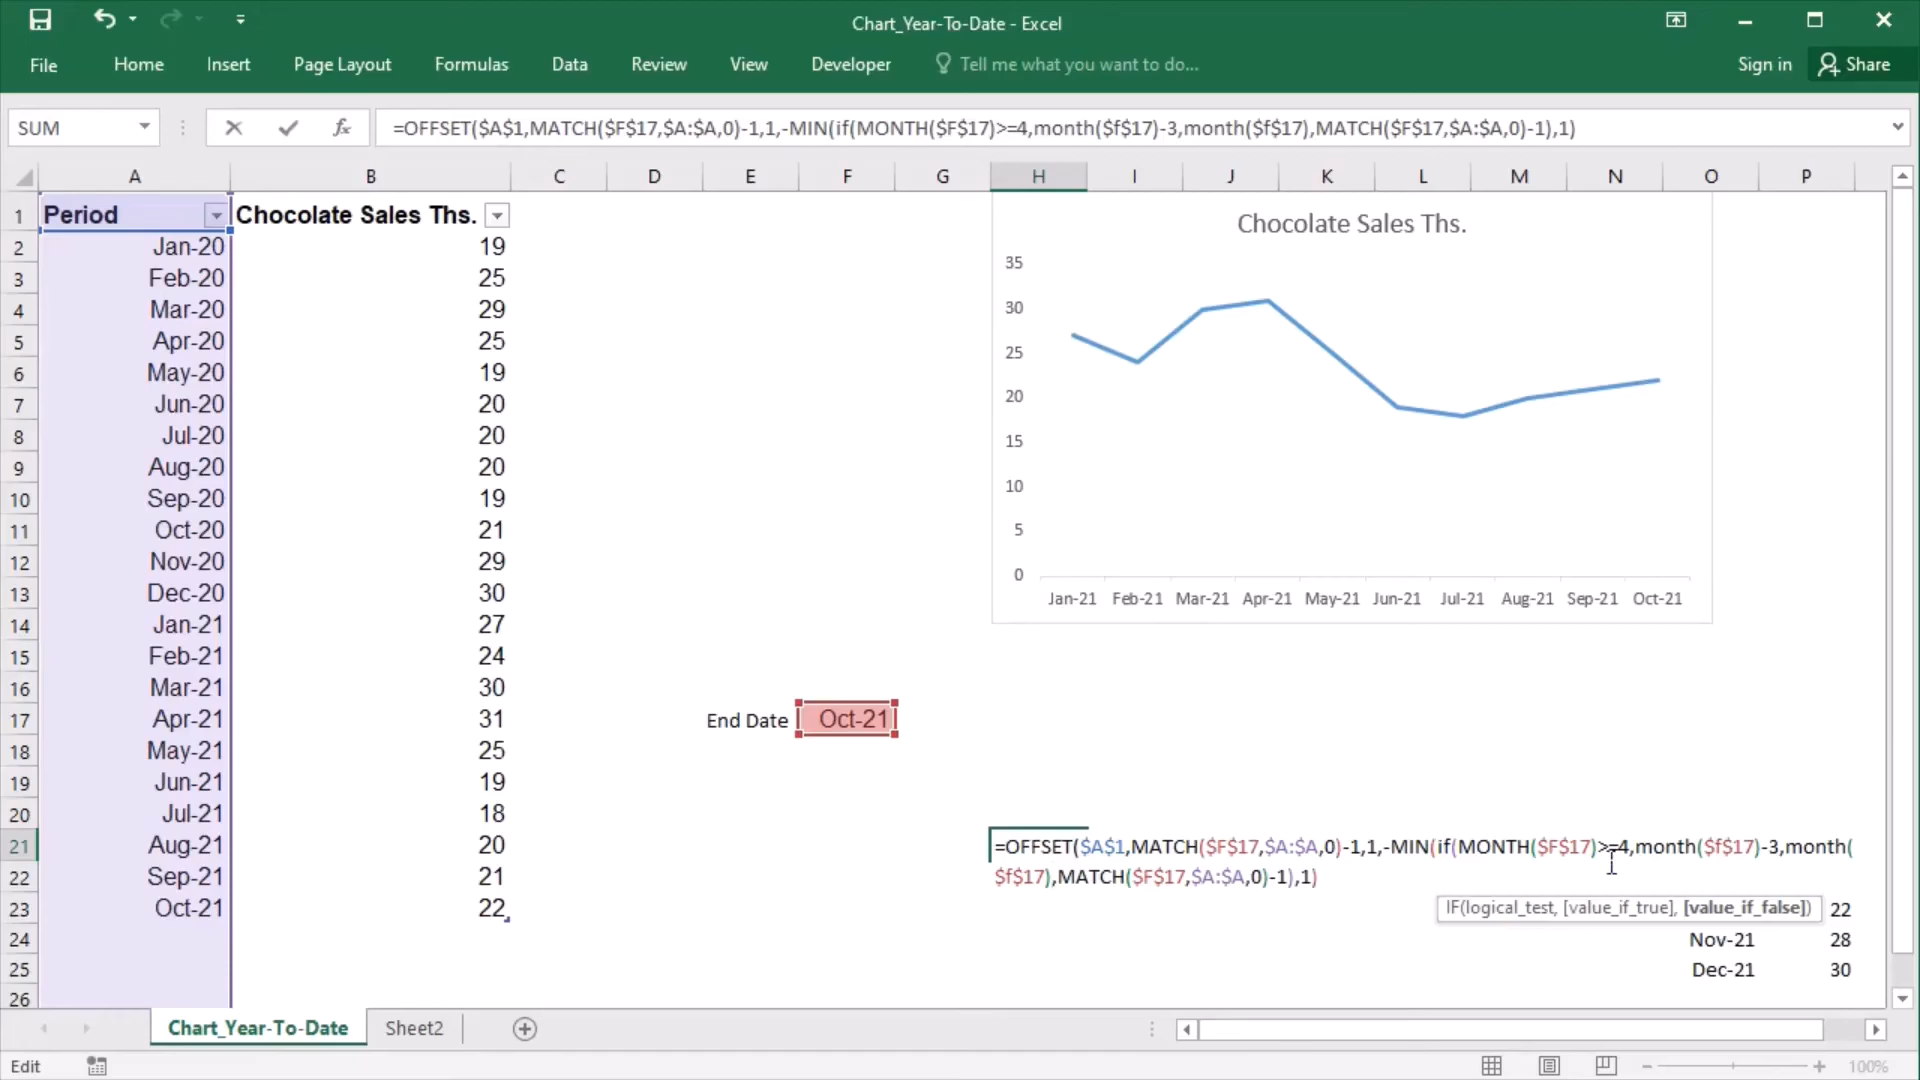 Chart_Year-To-Date - Excel
File Home Insert Page Layout Formulas Data Review View Developer Tell me what you want to do... Sign in Share
SUM fx =OFFSET($A$1,MATCH($F$17,$A:$A,0)-1,1,-MIN(if(MONTH($F$17)>=4,month($f$17)-3,month($f$17),MATCH($F$17,$A:$A,0)-1),1)
A B C D E F G H I J K L M N O P
1 Period Chocolate Sales Ths.
2 Jan-20 19
3 Feb-20 25
4 Mar-20 29
5 Apr-20 25
6 May-20 19
7 Jun-20 20
8 Jul-20 20
9 Aug-20 20
10 Sep-20 19
11 Oct-20 21
12 Nov-20 29
13 Dec-20 30
14 Jan-21 27
15 Feb-21 24
16 Mar-21 30
17 Apr-21 31
18 May-21 25
19 Jun-21 19
20 Jul-21 18
21 Aug-21 20
22 Sep-21 21
23 Oct-21 22
24
25
26
Chocolate Sales Ths.
35
30
25
20
15
10
5
0
Jan-21 Feb-21 Mar-21 Apr-21 May-21 Jun-21 Jul-21 Aug-21 Sep-21 Oct-21
End Date Oct-21
=OFFSET($A$1,MATCH($F$17,$A:$A,0)-1,1,-MIN(if(MONTH($F$17)>=4,month($f$17)-3,month(
$f$17),MATCH($F$17,$A:$A,0)-1),1)
IF(logical_test, [value_if_true], [value_if_false]) 22
Nov-21 28
Dec-21 30
Chart_Year-To-Date Sheet2
Edit 100%